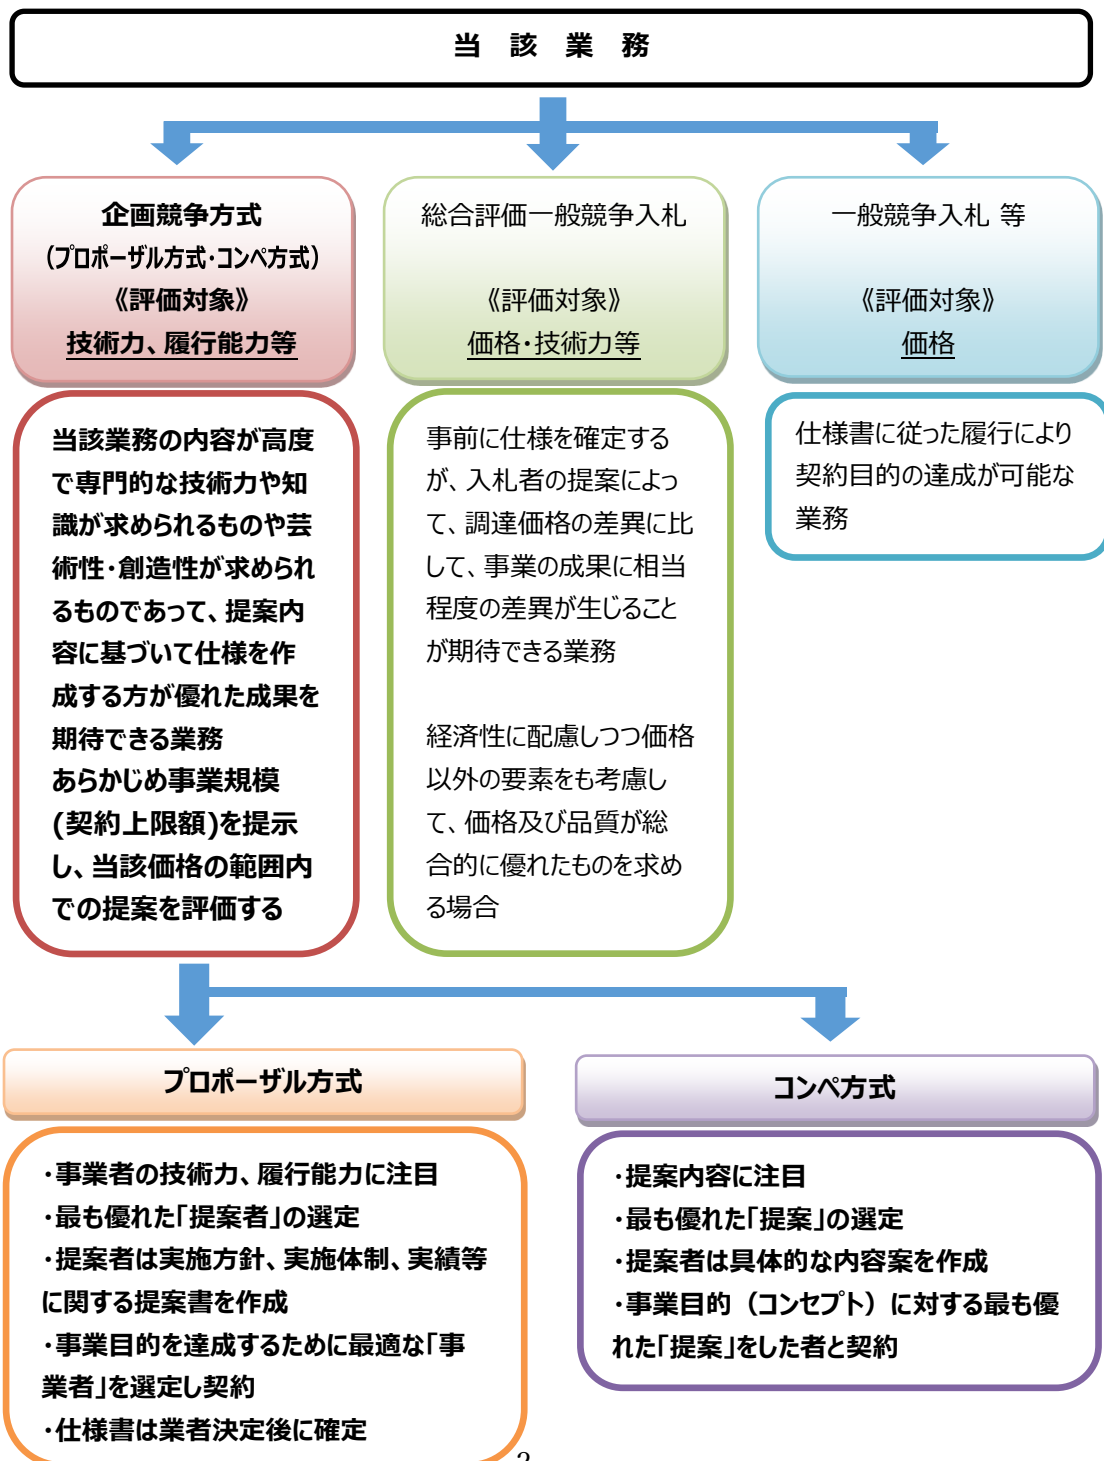 当 該 業 務
企画競争方式
（プロポーザル方式・コンペ方式）
《評価対象》
技術力、履行能力等
総合評価一般競争入札
《評価対象》
価格・技術力等
一般競争入札 等
《評価対象》
価格
当該業務の内容が高度
で専門的な技術力や知
識が求められるものや芸
術性・創造性が求められ
るものであって、提案内
容に基づいて仕様を作
成する方が優れた成果を
期待できる業務
あらかじめ事業規模
(契約上限額)を提示
し、当該価格の範囲内
での提案を評価する
事前に仕様を確定する
が、入札者の提案によっ
て、調達価格の差異に比
して、事業の成果に相当
程度の差異が生じること
が期待できる業務
経済性に配慮しつつ価格
以外の要素をも考慮し
て、価格及び品質が総
合的に優れたものを求め
る場合
仕様書に従った履行により
契約目的の達成が可能な
業務
プロポーザル方式
・事業者の技術力、履行能力に注目
・最も優れた「提案者」の選定
・提案者は実施方針、実施体制、実績等
に関する提案書を作成
・事業目的を達成するために最適な「事
業者」を選定し契約
・仕様書は業者決定後に確定
コンペ方式
・提案内容に注目
・最も優れた「提案」の選定
・提案者は具体的な内容案を作成
・事業目的（コンセプト）に対する最も優
れた「提案」をした者と契約